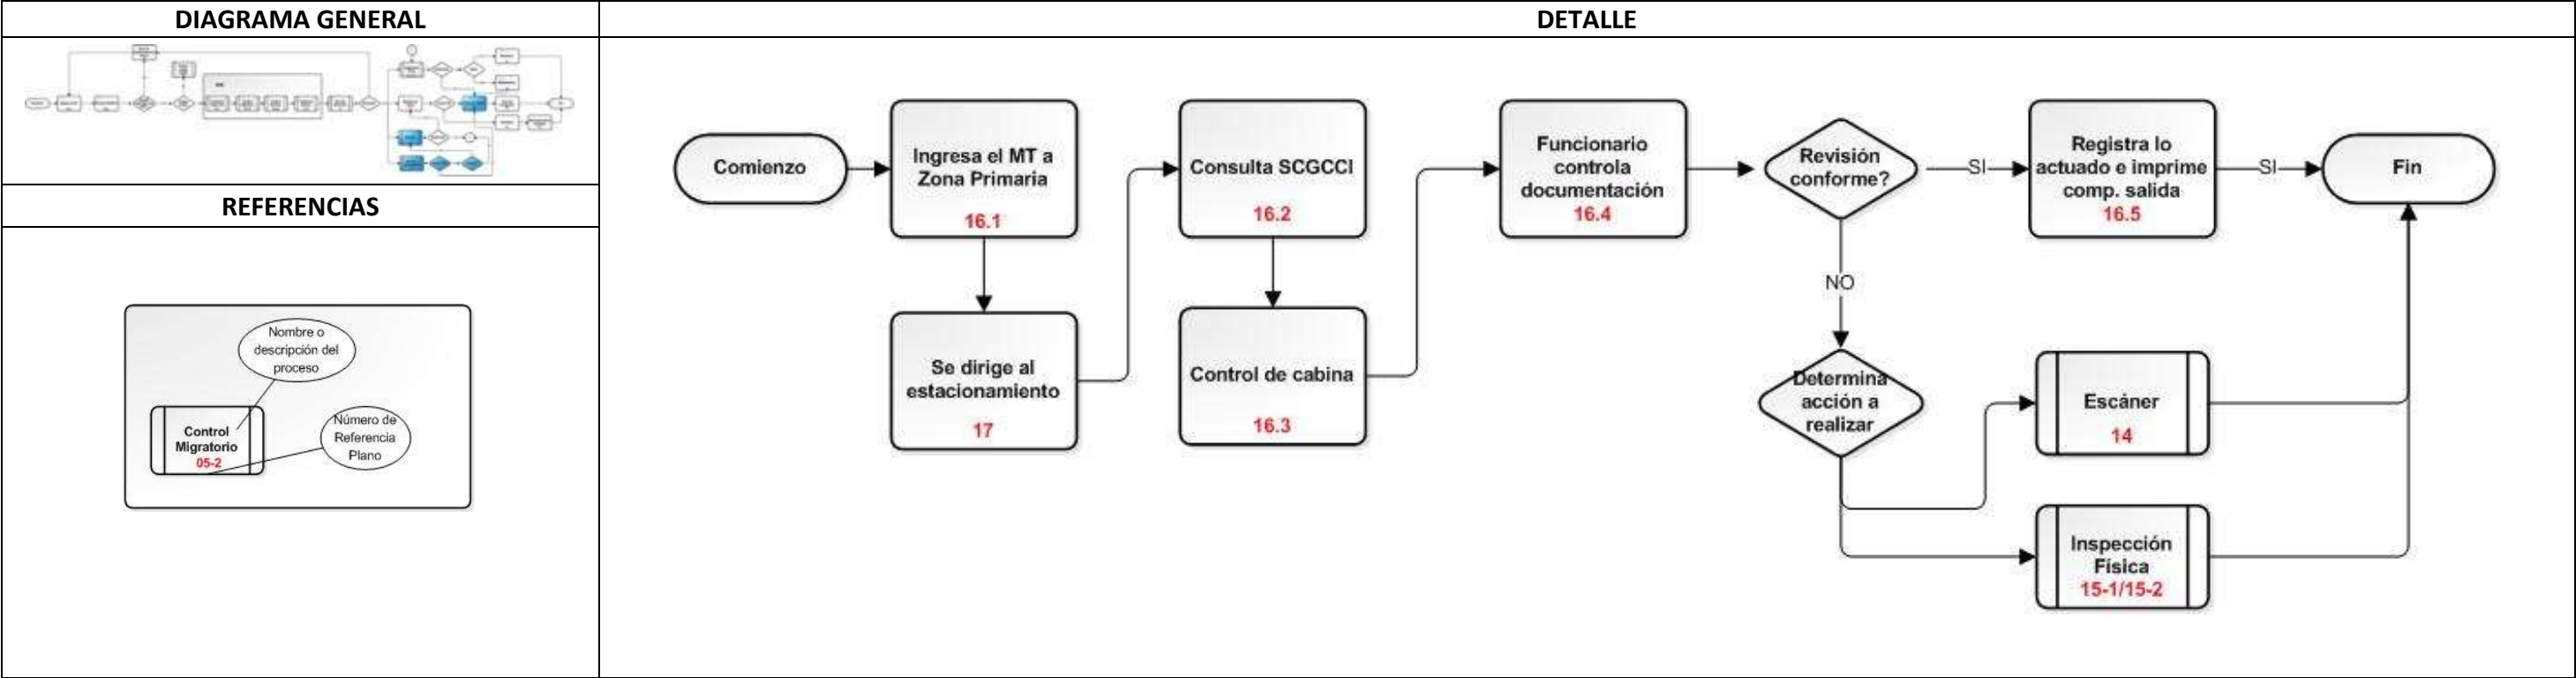 DIAGRAMA GENERAL
REFERENCIAS
Nombre o
descripción del
proceso
Control
Migratorio
05-2
Número de
Referencia
Plano
DETALLE
Comienzo
Ingresa el MT a
Zona Primaria
16.1
Se dirige al
estacionamiento
17
Consulta SCGCCI
16.2
Control de cabina
16.3
Funcionario
controla
documentación
16.4
Revisión
conforme?
SI
Registra lo
actuado e imprime
comp. salida
16.5
SI
Fin
NO
Determina
acción a
realizar
Escáner
14
Inspección
Física
15-1/15-2